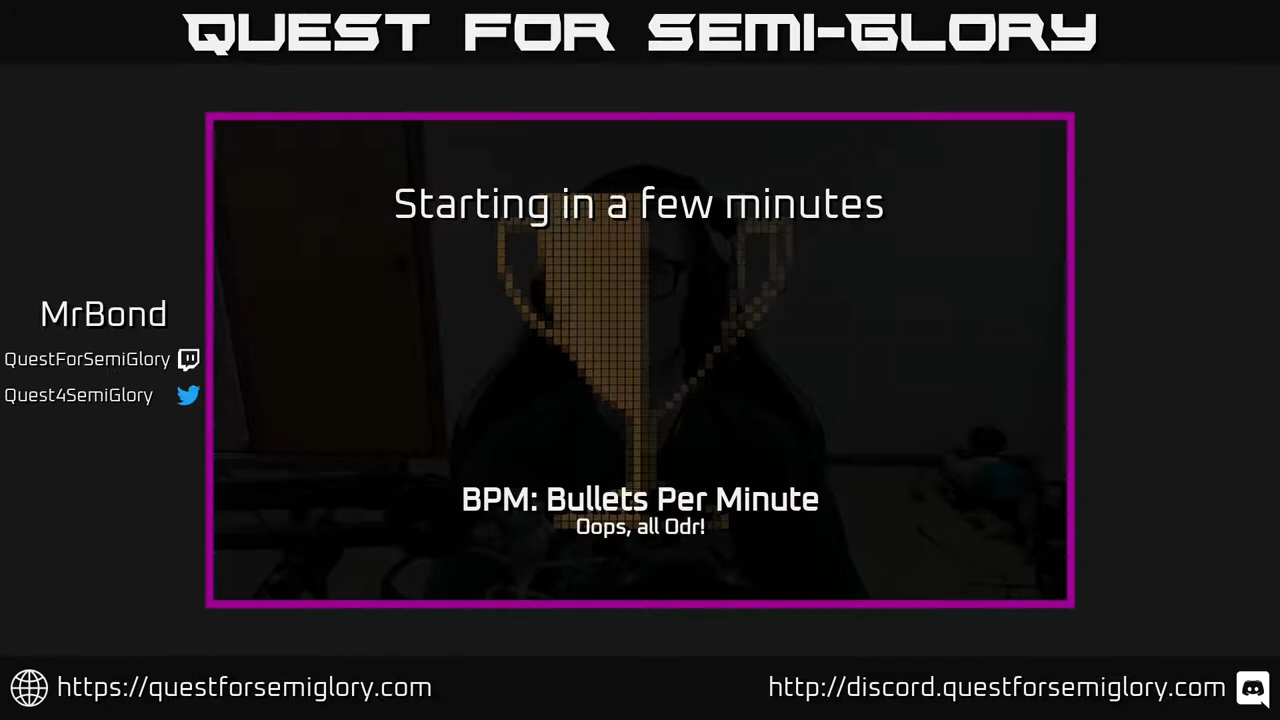 QUEST FOR SEMI-GLORY
Starting in a few minutes
MrBond
QuestForSemiGlory
Quest4SemiGlory
BPM: Bullets Per Minute
Oops, all Odr!
https://questforsemiglory.com
http://discord.questforsemiglory.com